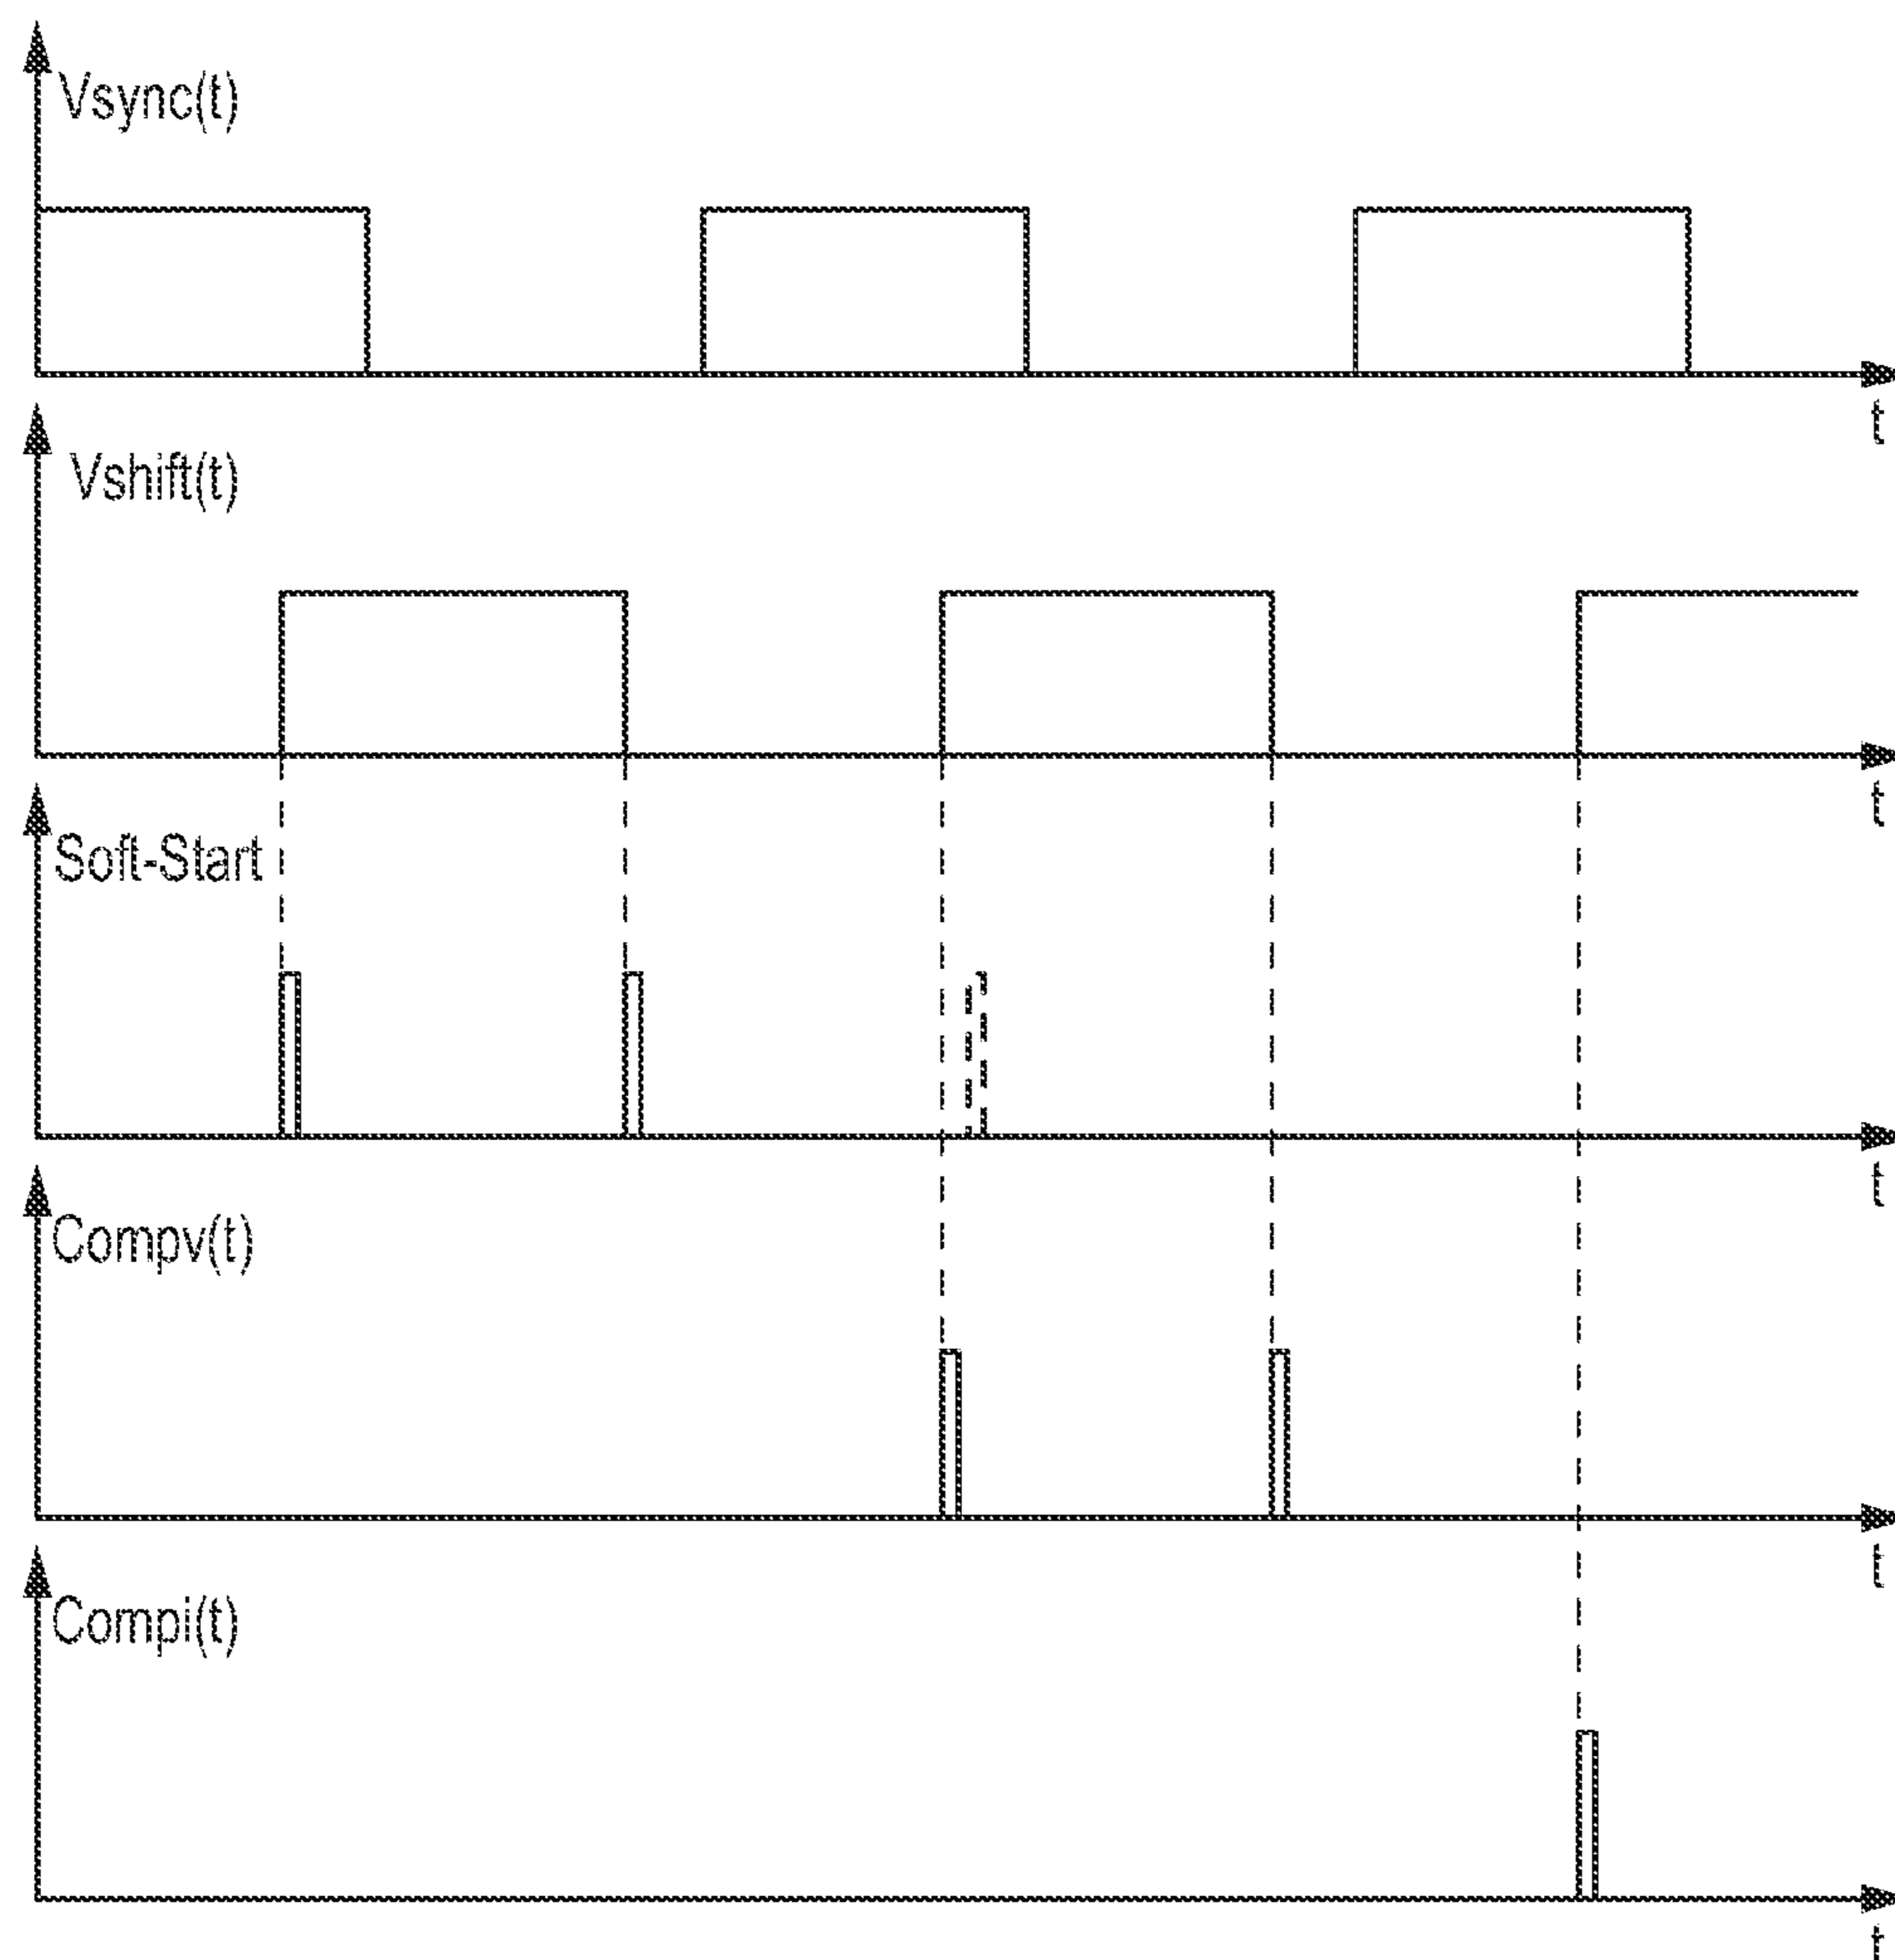 Vsync(t)
t
Vshift(t)
t
Soft-Start
t
Compv(t)
t
Compi(t)
t